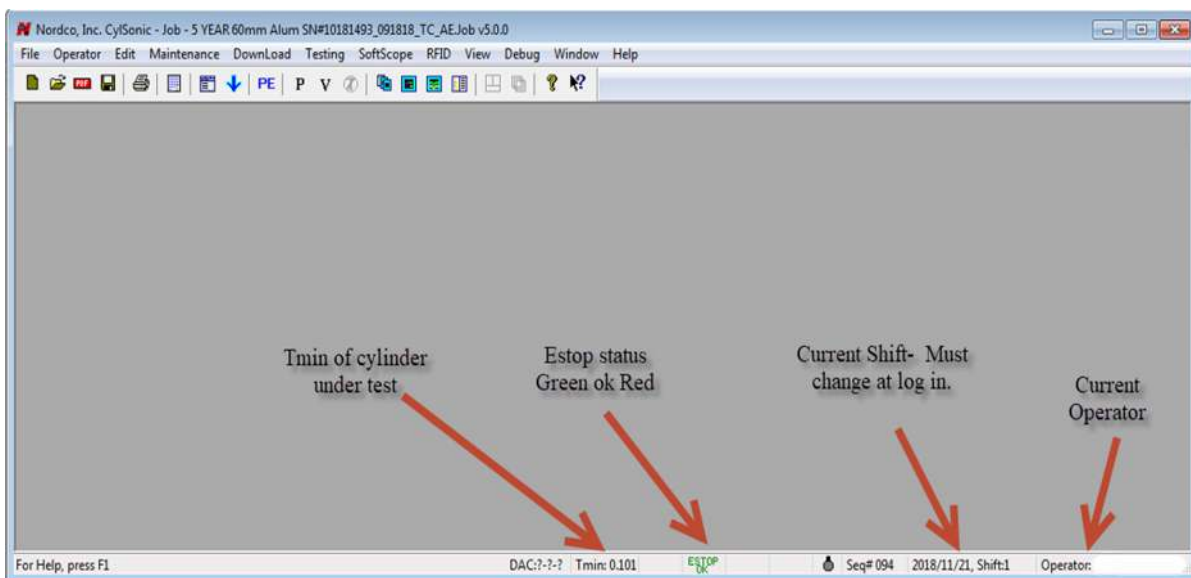 Nordco, Inc. CylSonic - Job - 5 YEAR 60mm Alum SN#10181493_091818_TC_AE.Job v5.0.0
File Operator Edit Maintenance DownLoad Testing SoftScope RFID View Debug Window Help
PDF PE P V
Tmin of cylinder
under test
Estop status
Green ok Red
Current Shift- Must
change at log in.
Current
Operator
For Help, press F1 DAC:?-?-? Tmin: 0.101 ESTOP OK Seq# 094 2018/11/21, Shift:1 Operator: